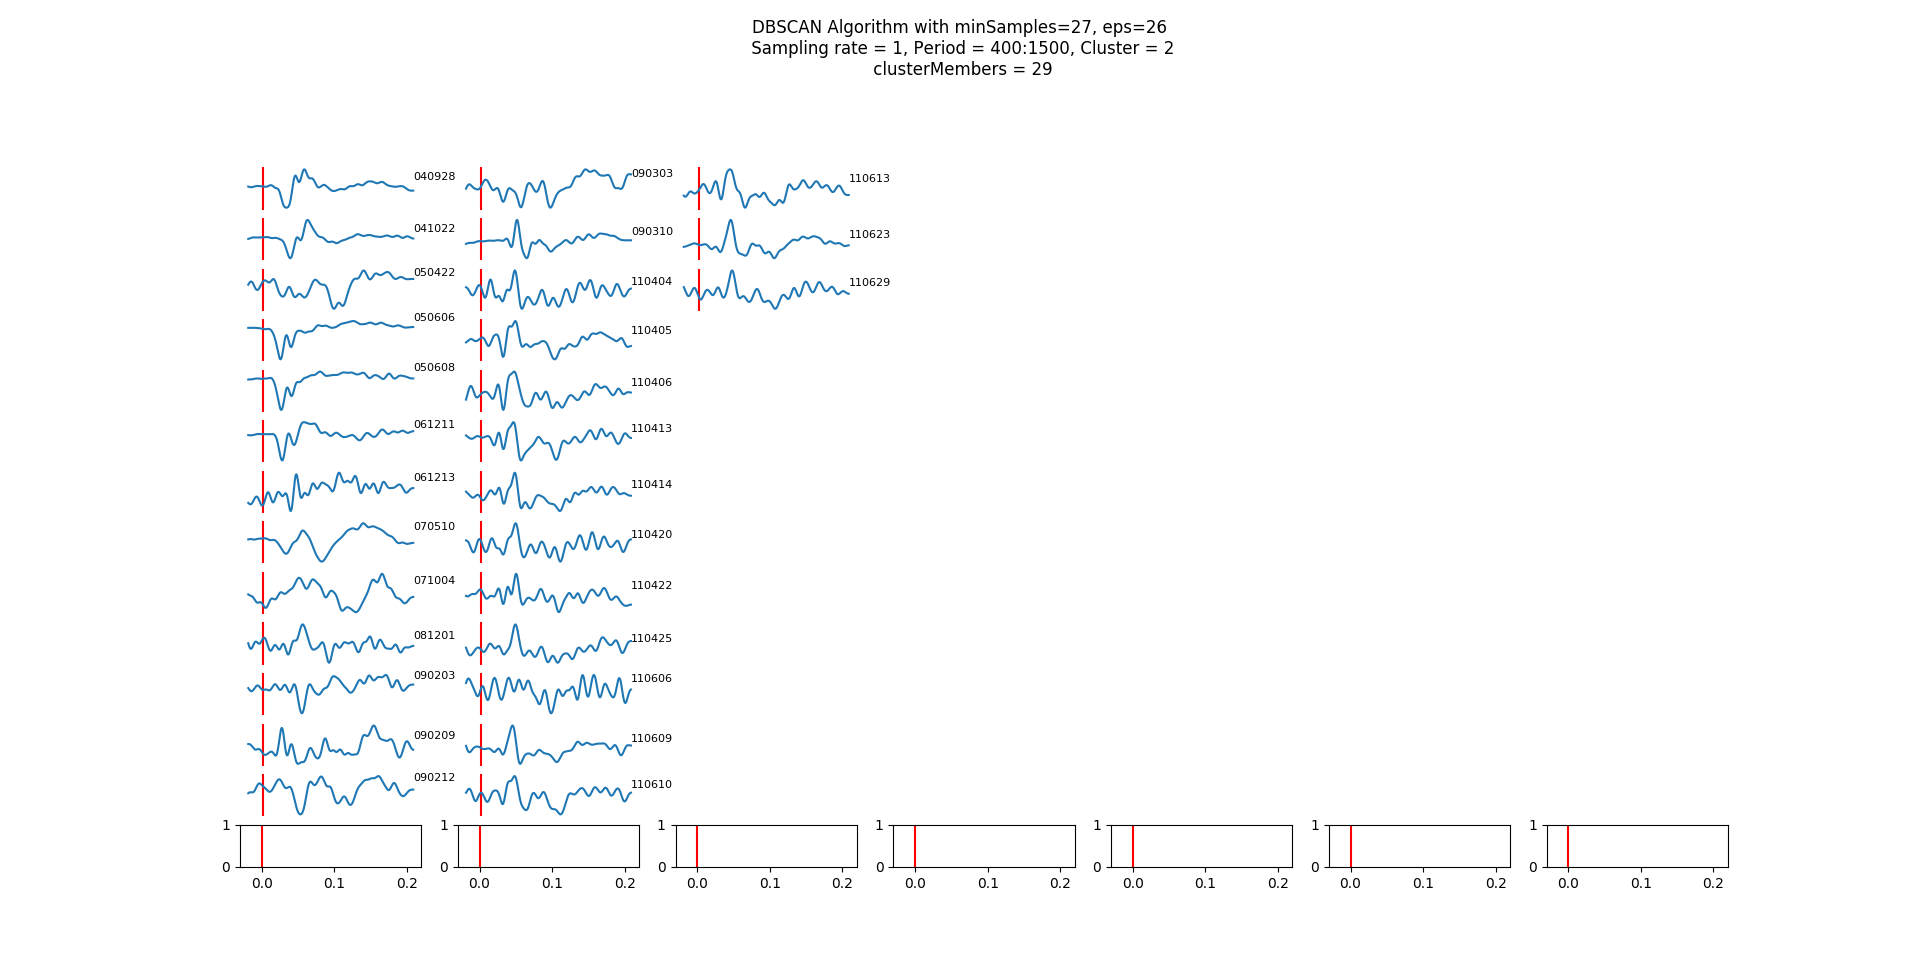 DBSCAN Algorithm with minSamples=27, eps=26
Sampling rate = 1, Period = 400:1500, Cluster = 2
clusterMembers = 29
040928 090303 110613
041022 090310 110623
050422 110404 110629
050606 110405
050608 110406
061211 110413
061213 110414
070510 110420
071004 110422
081201 110425
090203 110606
090209 110609
090212 110610
1 1 1 1 1 1 1
0 0 0 0 0 0 0
0.0 0.1 0.2 0.0 0.1 0.2 0.0 0.1 0.2 0.0 0.1 0.2 0.0 0.1 0.2 0.0 0.1 0.2 0.0 0.1 0.2